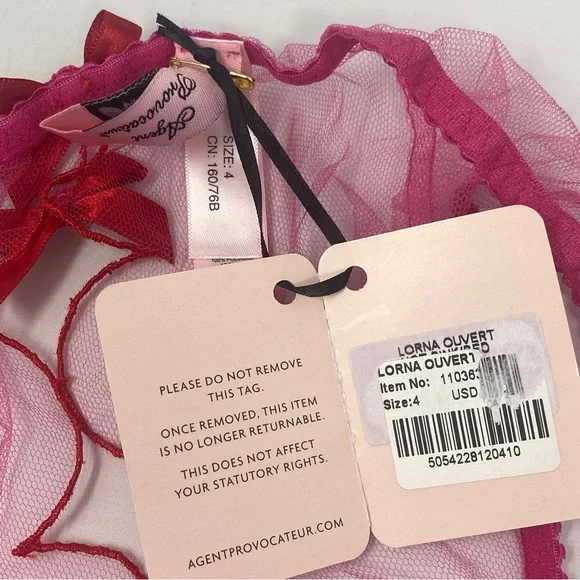 Agent
Provocateur
SIZE: 4
CN: 160/76B
PLEASE DO NOT REMOVE
THIS TAG.
ONCE REMOVED, THIS ITEM
IS NO LONGER RETURNABLE.
THIS DOES NOT AFFECT
YOUR STATUTORY RIGHTS.
AGENTPROVOCATEUR.COM
LORNA OUVERT
LORNA OUVERT
Item No: 11036
Size:4 USD
5054228120410